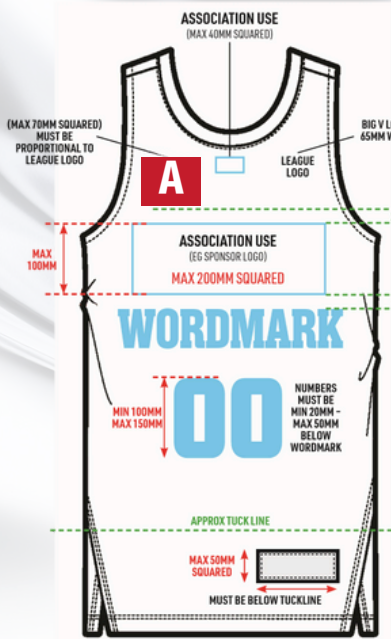 ASSOCIATION USE
(MAX 40MM SQUARED)
(MAX 70MM SQUARED)
MUST BE
PROPORTIONAL TO
LEAGUE LOGO
BIG V
65MM
A
LEAGUE
LOGO
MAX
100MM
ASSOCIATION USE
(EG SPONSOR LOGO)
MAX 200MM SQUARED
WORDMARK
MIN 100MM
MAX 150MM
00
NUMBERS
MUST BE
MIN 20MM –
MAX 50MM
BELOW
WORDMARK
APPROX TUCK LINE
MAX 50MM
SQUARED
MUST BE BELOW TUCKLINE